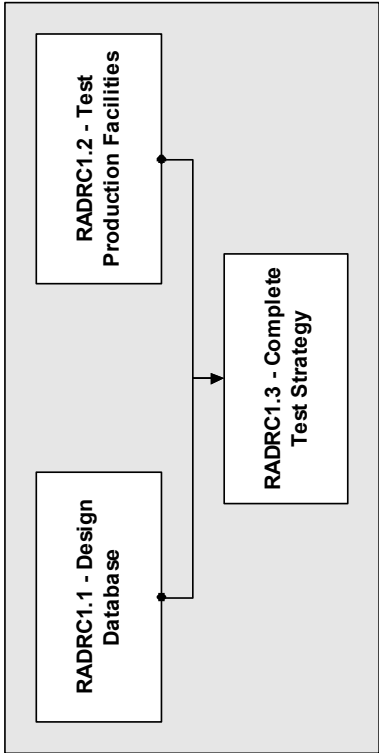 RADRC1.1 - Design
Database
RADRC1.2 - Test
Production Facilities
RADRC1.3 - Complete
Test Strategy